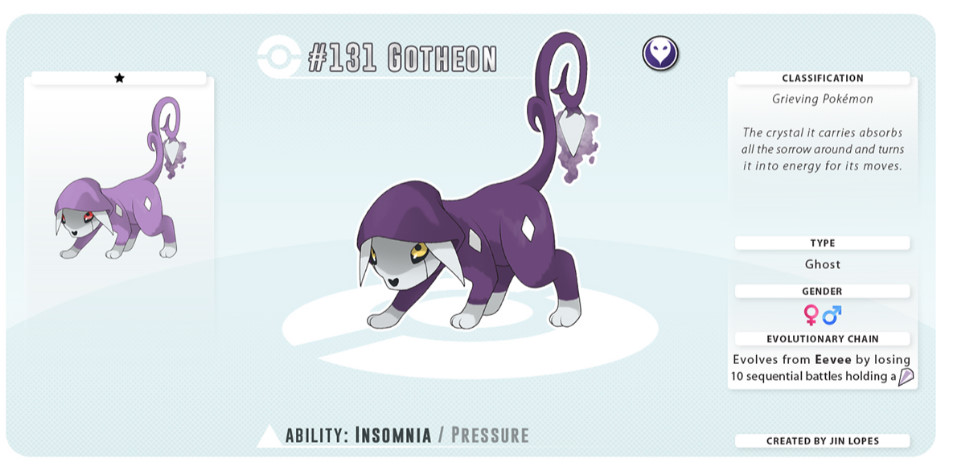 #131 Gotheon
★
CLASSIFICATION
Grieving Pokémon
The crystal it carries absorbs
all the sorrow around and turns
it into energy for its moves.
TYPE
Ghost
GENDER
♀♂
EVOLUTIONARY CHAIN
Evolves from Eevee by losing
10 sequential battles holding a
ABILITY: INSOMNIA / PRESSURE
CREATED BY JIN LOPES